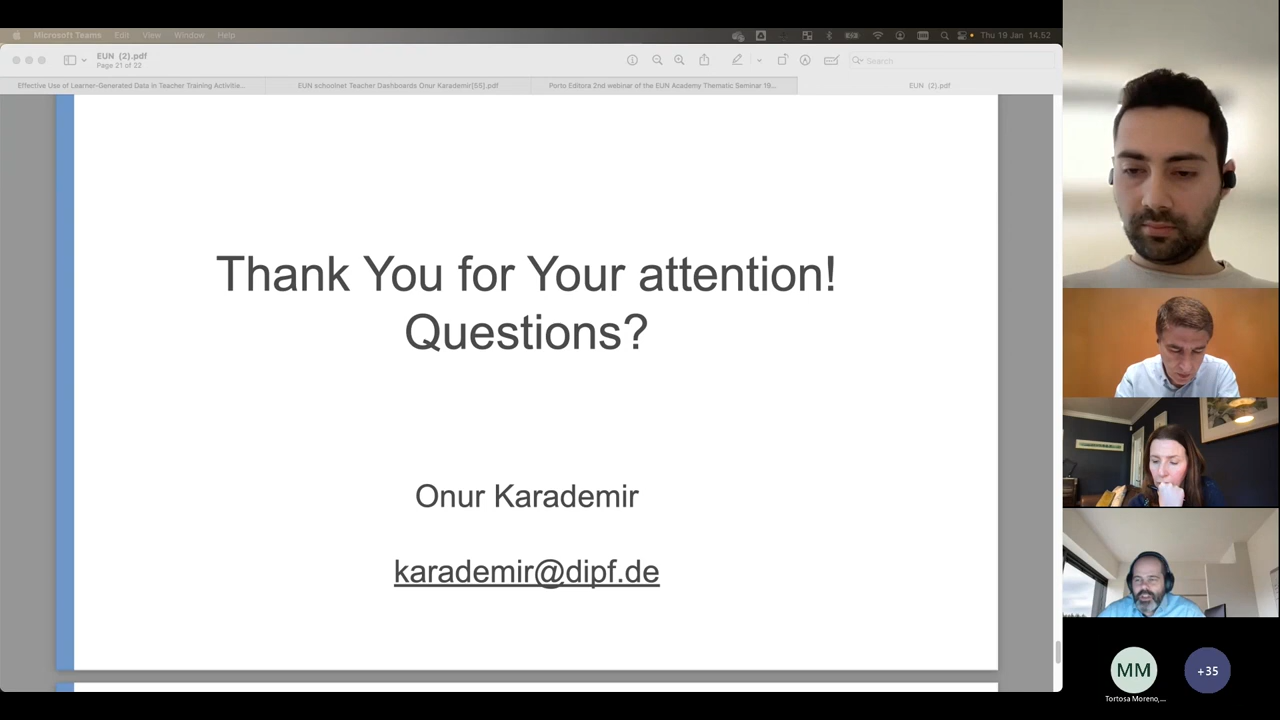 Microsoft Teams Edit View Window Help
Thu 19 Jan 14.52
EUN (2).pdf
Page 21 of 22
Search
Effective Use of Learner-Generated Data in Teacher Training Activitie...
EUN schoolnet Teacher Dashboards Onur Karademir[55].pdf
Porto Editora 2nd webinar of the EUN Academy Thematic Seminar 19...
EUN (2).pdf
Thank You for Your attention!
Questions?
Onur Karademir
karademir@dipf.de
MM
+35
Tortosa Moreno,...